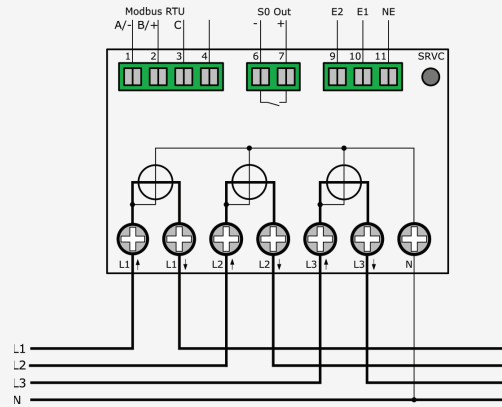 Modbus RTU S0 Out E2 E1 NE
A/- B/+ C - +
1 2 3 4 6 7 9 10 11 SRVC
L1 L1 L2 L2 L3 L3 N
L1
L2
L3
N